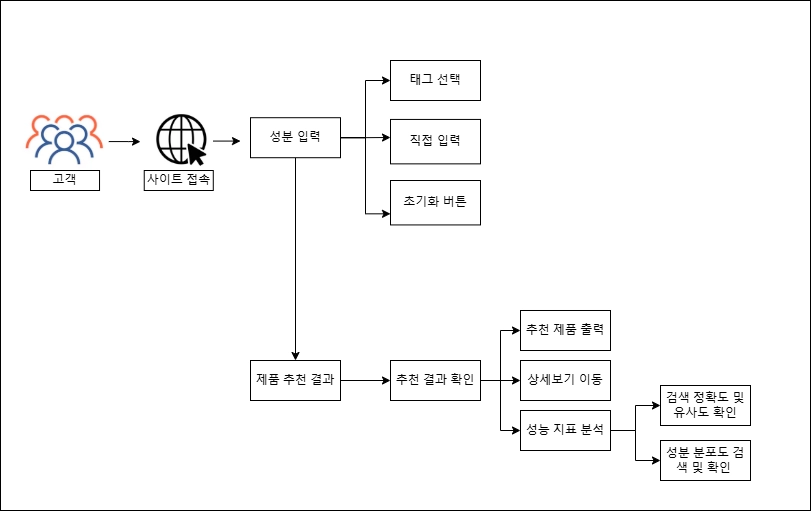 태그 선택
성분 입력
직접 입력
고객
사이트 접속
초기화 버튼
추천 제품 출력
제품 추천 결과
추천 결과 확인
상세보기 이동
성능 지표 분석
검색 정확도 및
유사도 확인
성분 분포도 검
색 및 확인